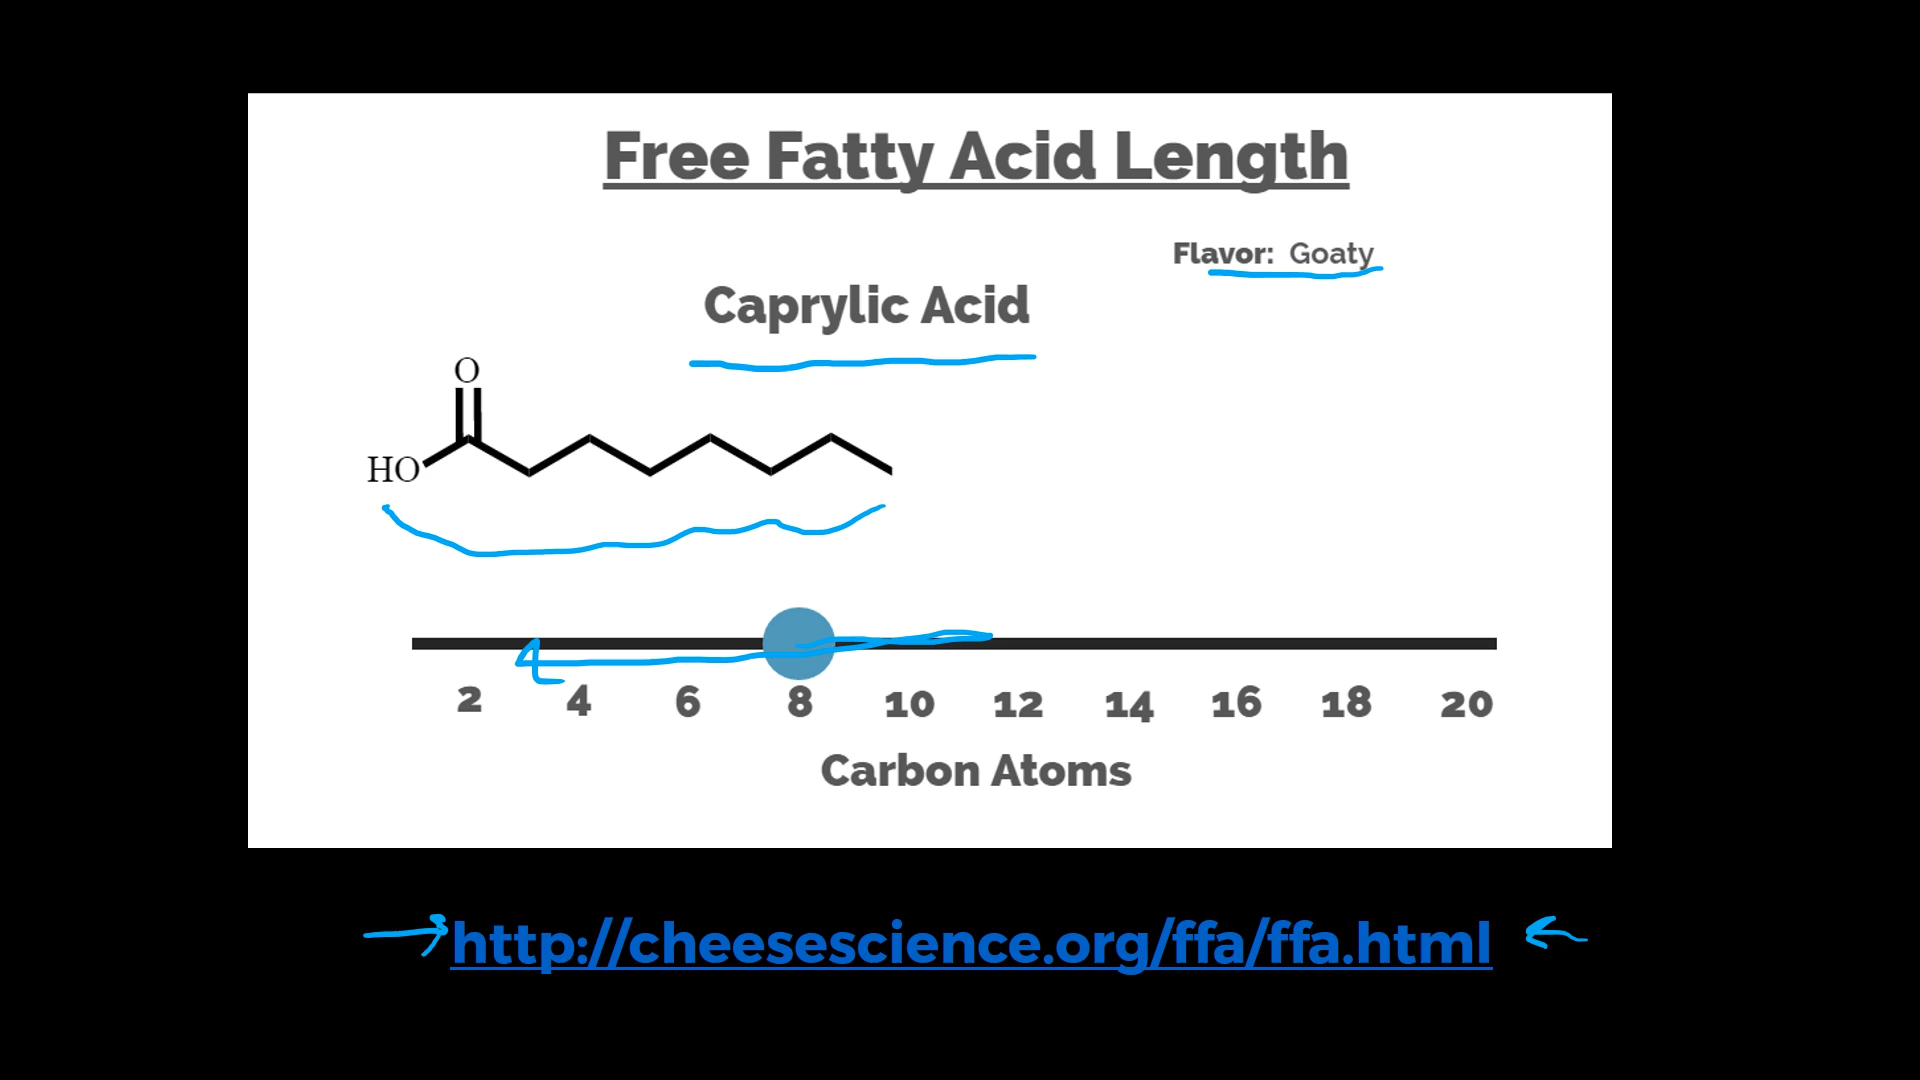 Free Fatty Acid Length
Flavor: Goaty
Caprylic Acid
O
HO
2 4 6 8 10 12 14 16 18 20
Carbon Atoms
http://cheesescience.org/ffa/ffa.html